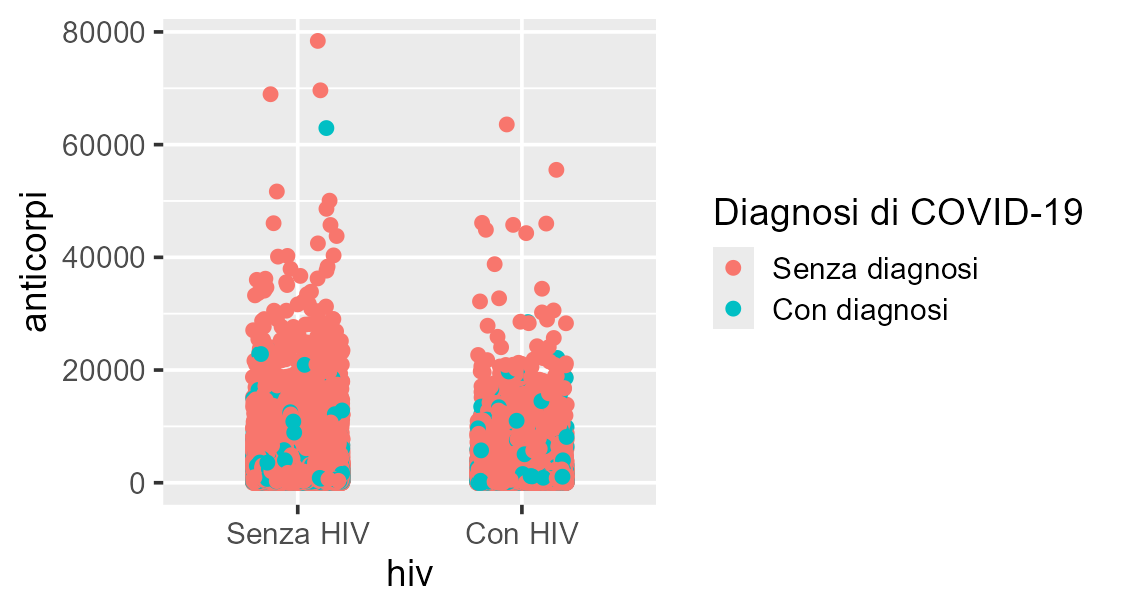 anticorpi
80000
60000
40000
20000
0
Senza HIV
Con HIV
hiv
Diagnosi di COVID-19
Senza diagnosi
Con diagnosi